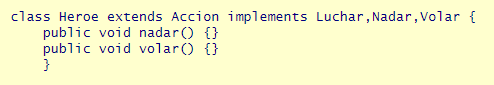 class Heroe extends Accion implements Luchar,Nadar,Volar {
public void nadar() {}
public void volar() {}
}